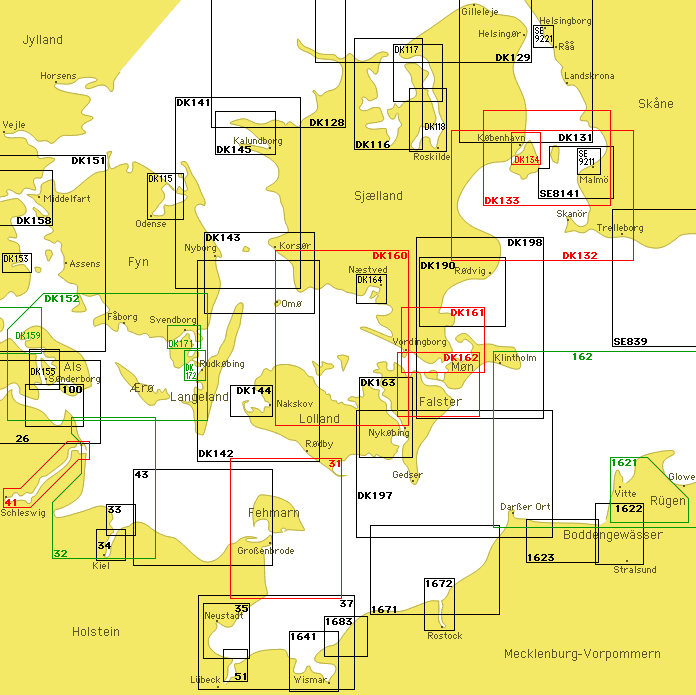 Gilleleje
Helsingborg
Helsingør
SE
9221
Råå
Jylland
DK117
DK129
Horsens
Landskrona
DK141
Skåne
Vejle
DK128
DK118
Kalundborg
København
DK131
DK145
DK116
Roskilde
DK134
SE
9211
DK151
DK115
Malmö
Middelfart
Sjælland
DK133
SE8141
DK158
Odense
Skanör
Trelleborg
DK143
Nyborg
Korsør
DK198
DK153
Assens
Fyn
DK160
DK132
DK190
Næstved
Rødvig
DK164
DK152
Omø
Fåborg
Svendborg
DK161
DK159
DK171
Vordingborg
SE839
DK162
Klintholm
162
Als
DK155
Sønderborg
DK
172
Rudkøbing
Møn
100
Ærø
DK163
DK144
Langeland
Nakskov
Falster
Lolland
26
Nykøbing
Rødby
DK142
31
1621
43
Gedser
Glowe
41
DK197
Vitte
Rügen
Schleswig
33
Fehmarn
Darßer Ort
1622
34
Boddengewässer
32
Großenbrode
1623
Kiel
Stralsund
1672
37
35
1671
Neustadt
1683
Holstein
1641
Rostock
Mecklenburg-Vorpommern
51
Lübeck
Wismar